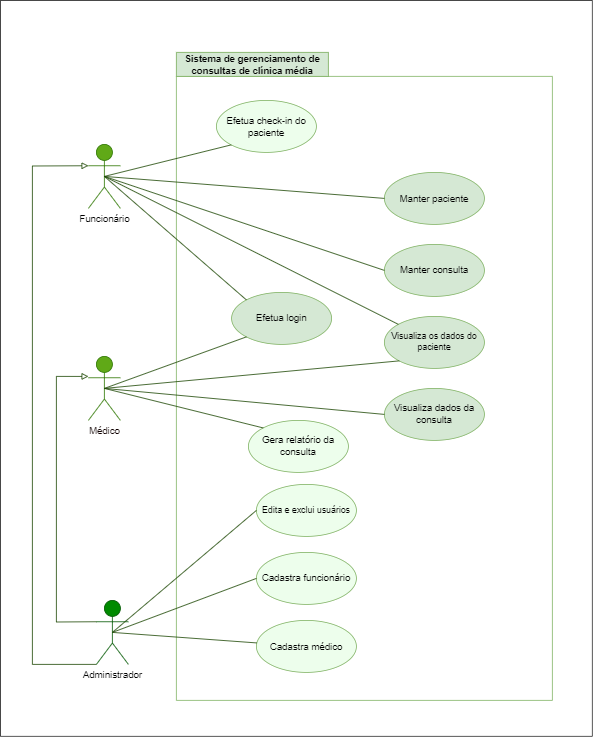 Sistema de gerenciamento de
consultas de clínica média
Efetua check-in do
paciente
Funcionário
Manter paciente
Manter consulta
Efetua login
Visualiza os dados do
paciente
Médico
Visualiza dados da
consulta
Gera relatório da
consulta
Edita e exclui usuários
Cadastra funcionário
Cadastra médico
Administrador